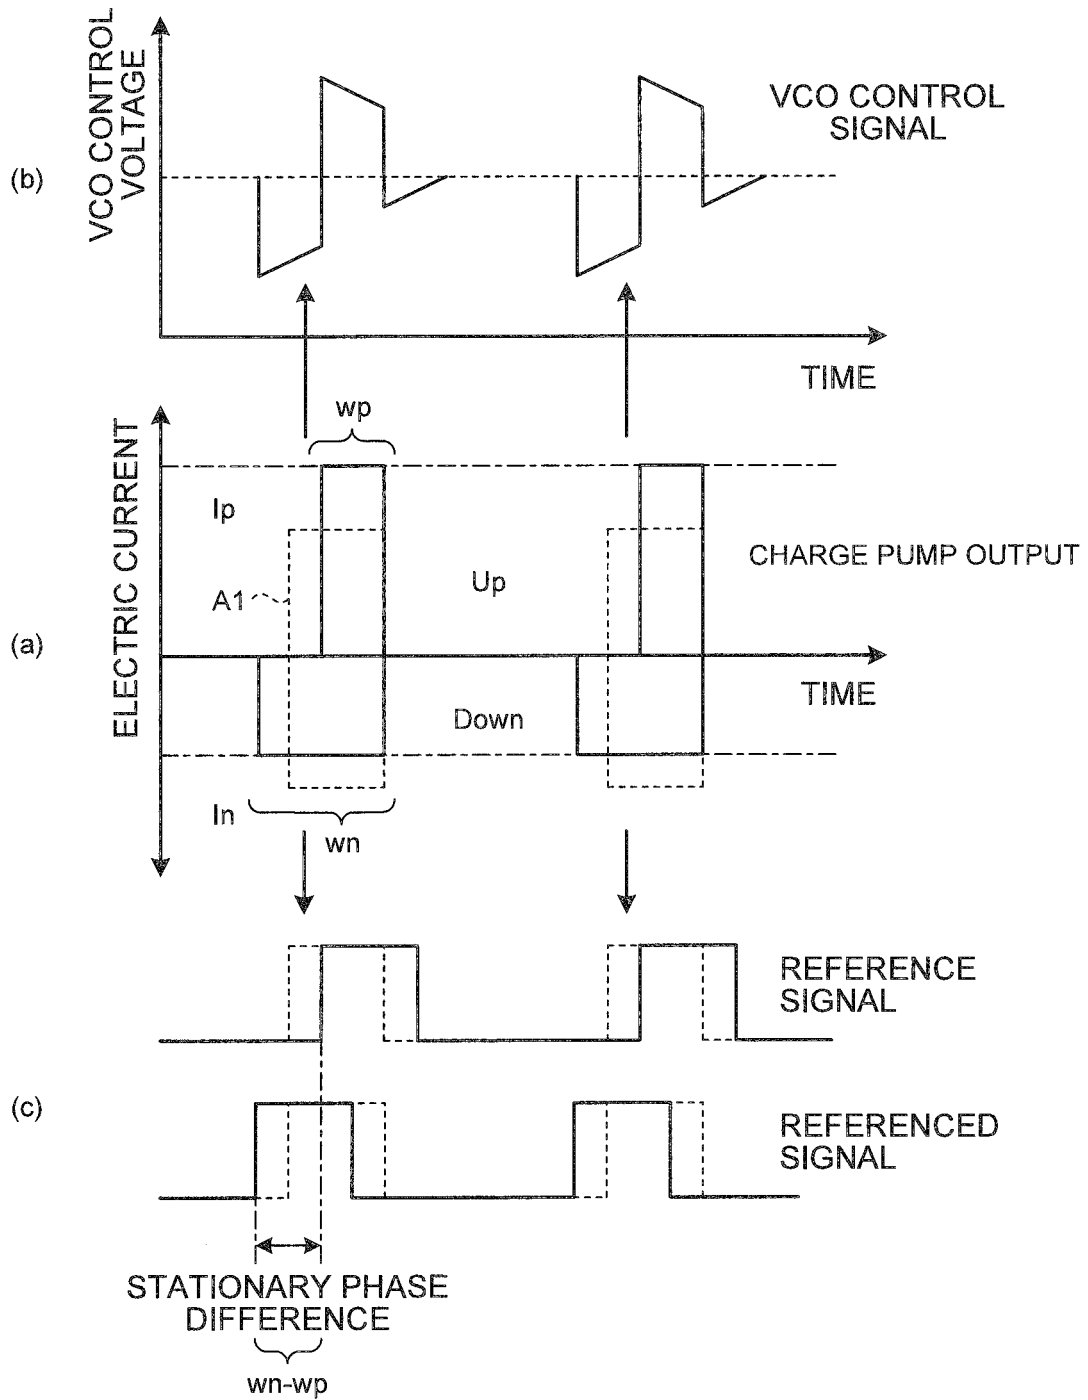 (b)
VCO CONTROL
VOLTAGE
VCO CONTROL
SIGNAL
TIME
(a)
ELECTRIC CURRENT
wp
Ip
A1
Up
CHARGE PUMP OUTPUT
TIME
Down
In
wn
(c)
REFERENCE
SIGNAL
REFERENCED
SIGNAL
STATIONARY PHASE
DIFFERENCE
wn-wp